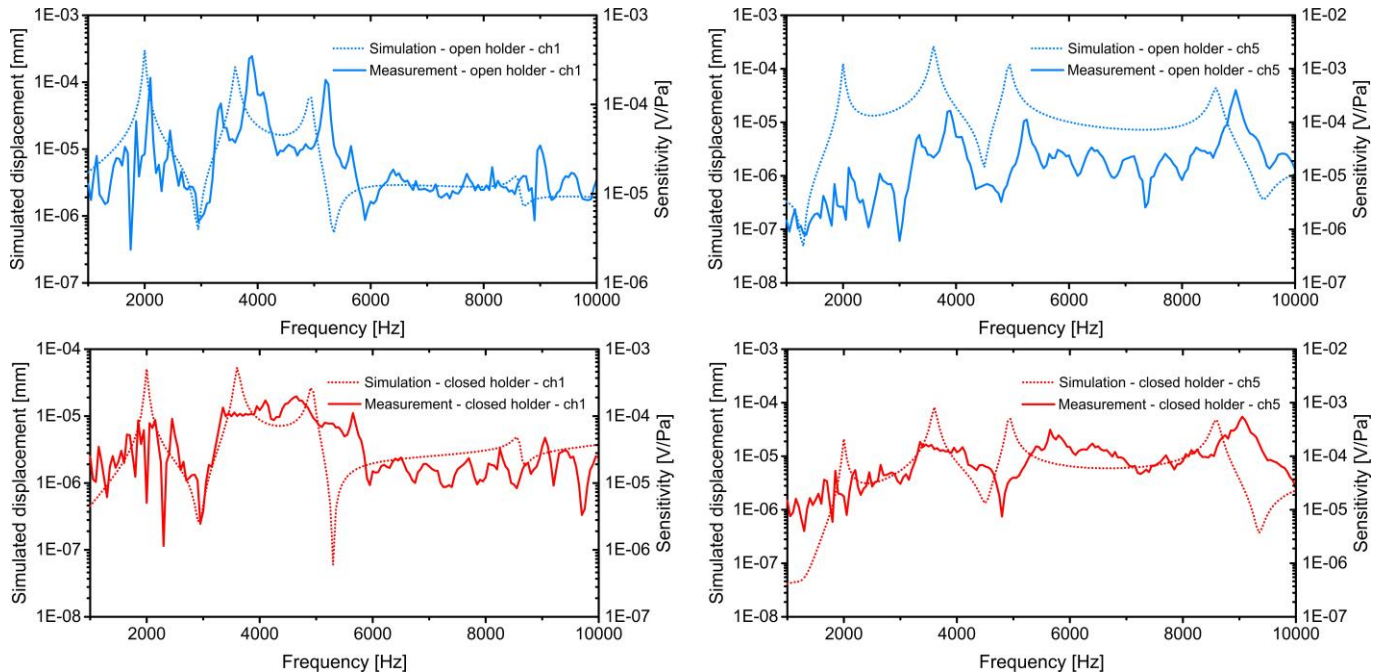 1E-03
1E-04
1E-05
1E-06
1E-07
Simulated displacement [mm]
1E-03
1E-04
1E-05
1E-06
Sensitivity [V/Pa]
Simulation - open holder - ch1
Measurement - open holder - ch1
2000 4000 6000 8000 10000
Frequency [Hz]
1E-03
1E-04
1E-05
1E-06
1E-07
1E-08
Simulated displacement [mm]
1E-02
1E-03
1E-04
1E-05
1E-06
1E-07
Sensitivity [V/Pa]
Simulation - open holder - ch5
Measurement - open holder - ch5
2000 4000 6000 8000 10000
Frequency [Hz]
1E-04
1E-05
1E-06
1E-07
1E-08
Simulated displacement [mm]
1E-03
1E-04
1E-05
1E-06
1E-07
Sensitivity [V/Pa]
Simulation - closed holder - ch1
Measurement - closed holder - ch1
2000 4000 6000 8000 10000
Frequency [Hz]
1E-03
1E-04
1E-05
1E-06
1E-07
1E-08
Simulated displacement [mm]
1E-02
1E-03
1E-04
1E-05
1E-06
1E-07
Sensitivity [V/Pa]
Simulation - closed holder - ch5
Measurement - closed holder - ch5
2000 4000 6000 8000 10000
Frequency [Hz]